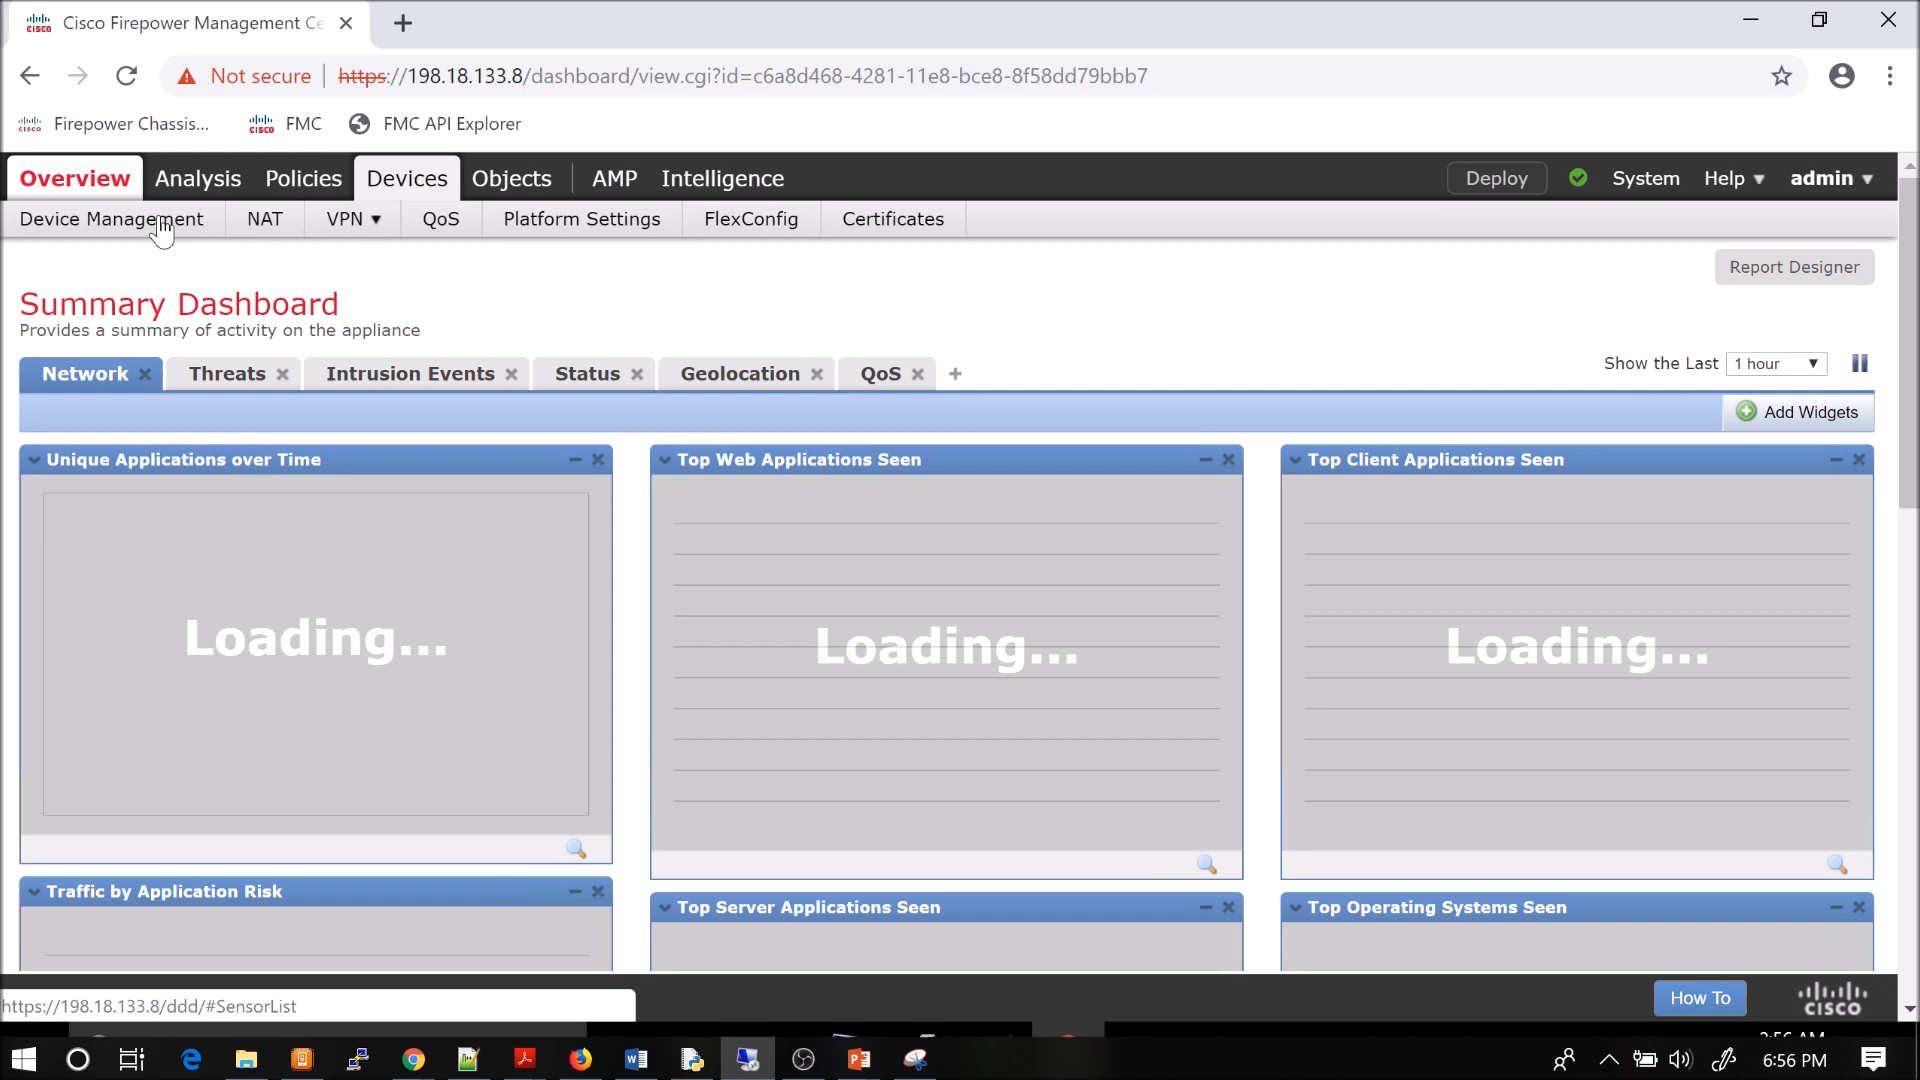 Cisco Firepower Management Ce
Not secure | https://198.18.133.8/dashboard/view.cgi?id=c6a8d468-4281-11e8-bce8-8f58dd79bbb7
Firepower Chassis... FMC FMC API Explorer
Overview Analysis Policies Devices Objects AMP Intelligence Deploy System Help admin
Device Management NAT VPN QoS Platform Settings FlexConfig Certificates
Report Designer
Summary Dashboard
Provides a summary of activity on the appliance
Network Threats Intrusion Events Status Geolocation QoS + Show the Last 1 hour
Add Widgets
Unique Applications over Time Top Web Applications Seen Top Client Applications Seen
Loading... Loading... Loading...
Traffic by Application Risk Top Server Applications Seen Top Operating Systems Seen
https://198.18.133.8/ddd/#SensorList How To CISCO
6:56 PM